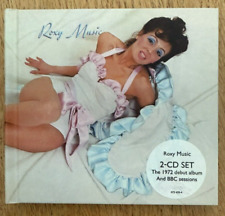 Roxy Music
Roxy Music
2-CD SET
The 1972 debut album
And BBC sessions